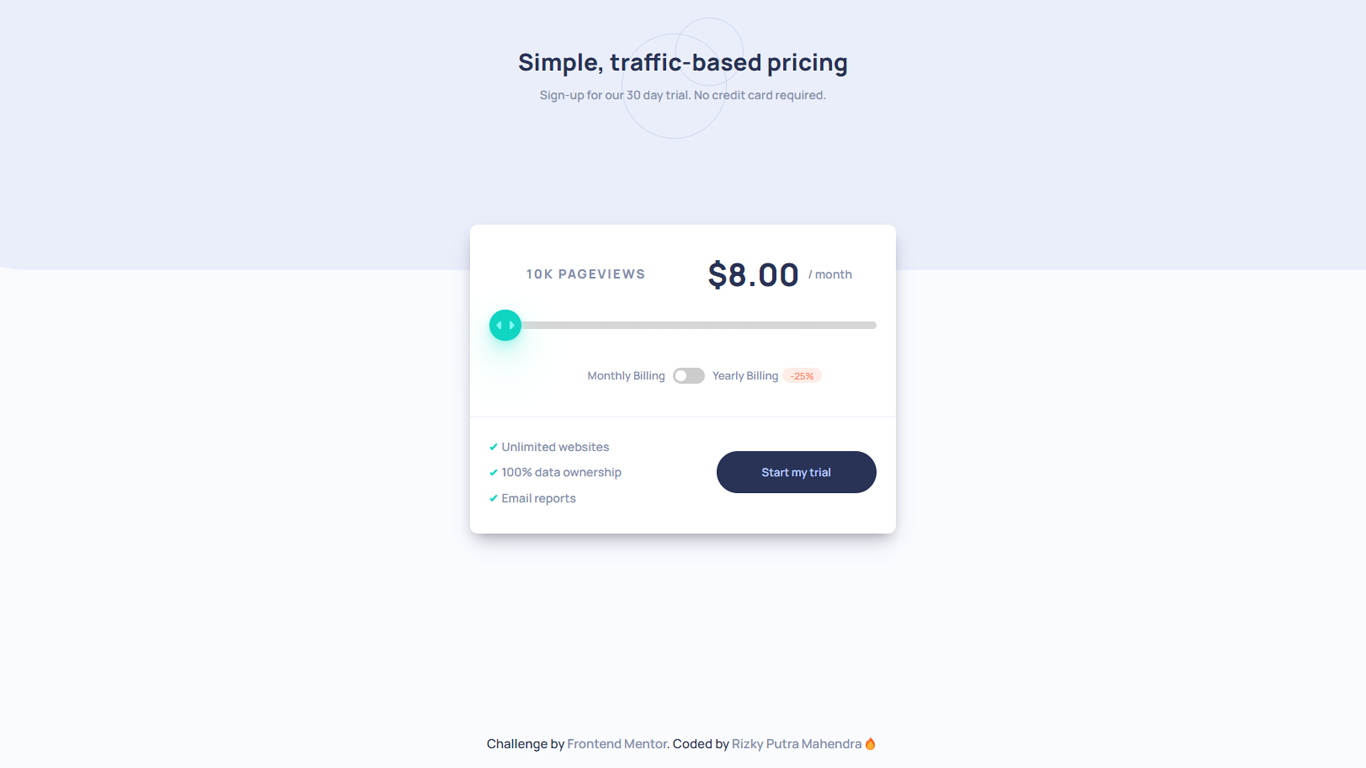 Simple, traffic-based pricing
Sign-up for our 30 day trial. No credit card required.
10K PAGEVIEWS $8.00 / month
Monthly Billing Yearly Billing -25%
✔ Unlimited websites
✔ 100% data ownership
✔ Email reports
Start my trial
Challenge by Frontend Mentor. Coded by Rizky Putra Mahendra 🔥